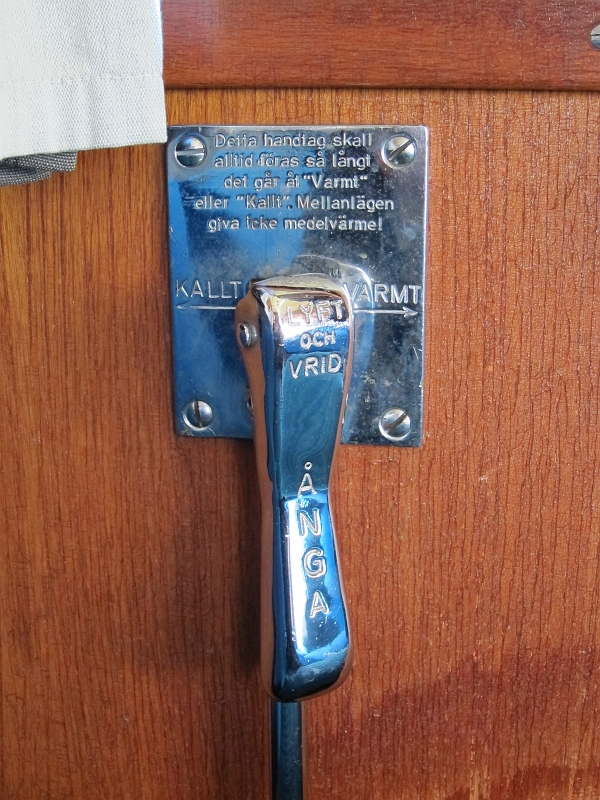 Detta handtag skall
alltid föras så långt
det går åt "Varmt"
eller "Kallt". Mellanlägen
giva icke medelvärme!
KALLT VARMT
LYFT
OCH
VRID
ÅNGA